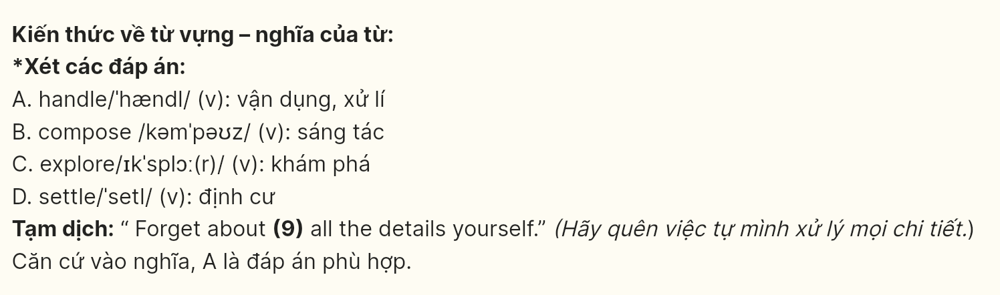 Kiến thức về từ vựng – nghĩa của từ:
*Xét các đáp án:
A. handle/ˈhændl/ (v): vận dụng, xử lí
B. compose /kəmˈpəʊz/ (v): sáng tác
C. explore/ɪkˈsplɔː(r)/ (v): khám phá
D. settle/ˈsetl/ (v): định cư
Tạm dịch: “ Forget about (9) all the details yourself.” (Hãy quên việc tự mình xử lý mọi chi tiết.)
Căn cứ vào nghĩa, A là đáp án phù hợp.